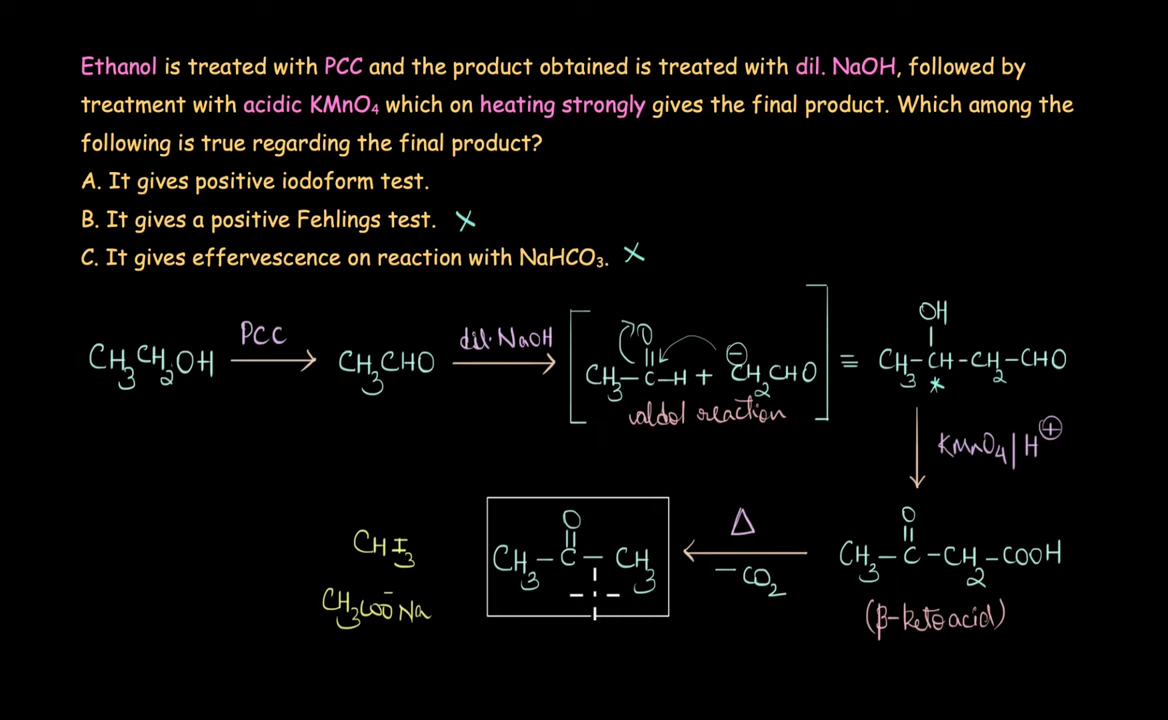 Ethanol is treated with PCC and the product obtained is treated with dil. NaOH, followed by
treatment with acidic KMnO₄ which on heating strongly gives the final product. Which among the
following is true regarding the final product?
A. It gives positive iodoform test.
B. It gives a positive Fehlings test. ×
C. It gives effervescence on reaction with NaHCO₃. ×
OH
PCC
dil. NaOH
O
CH₃CH₂OH → CH₃CHO → [CH₃–C–H + ⊖CH₂CHO] ≡ CH₃–CH–CH₂–CHO
*
aldol reaction
KMnO₄ | H⊕
O
O
Δ
CHI₃
CH₃–C–CH₃ ← CH₃–C–CH₂–COOH
–CO₂
CH₃COO⁻Na
(β-ketoacid)